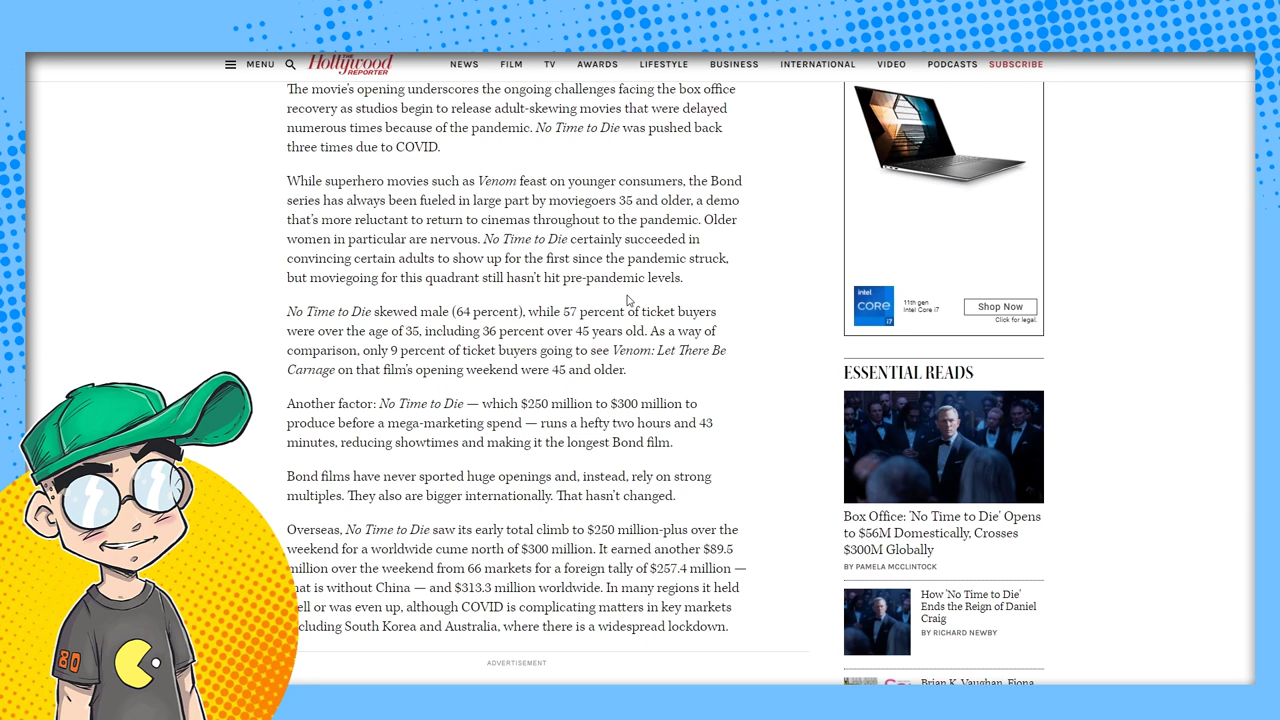 MENU
The Hollywood REPORTER
NEWS FILM TV AWARDS LIFESTYLE BUSINESS INTERNATIONAL VIDEO PODCASTS SUBSCRIBE
The movie's opening underscores the ongoing challenges facing the box office
recovery as studios begin to release adult-skewing movies that were delayed
numerous times because of the pandemic. No Time to Die was pushed back
three times due to COVID.
While superhero movies such as Venom feast on younger consumers, the Bond
series has always been fueled in large part by moviegoers 35 and older, a demo
that's more reluctant to return to cinemas throughout to the pandemic. Older
women in particular are nervous. No Time to Die certainly succeeded in
convincing certain adults to show up for the first since the pandemic struck,
but moviegoing for this quadrant still hasn't hit pre-pandemic levels.
No Time to Die skewed male (64 percent), while 57 percent of ticket buyers
were over the age of 35, including 36 percent over 45 years old. As a way of
comparison, only 9 percent of ticket buyers going to see Venom: Let There Be
Carnage on that film's opening weekend were 45 and older.
Another factor: No Time to Die — which $250 million to $300 million to
produce before a mega-marketing spend — runs a hefty two hours and 43
minutes, reducing showtimes and making it the longest Bond film.
Bond films have never sported huge openings and, instead, rely on strong
multiples. They also are bigger internationally. That hasn't changed.
Overseas, No Time to Die saw its early total climb to $250 million-plus over the
weekend for a worldwide cume north of $300 million. It earned another $89.5
million over the weekend from 66 markets for a foreign tally of $257.4 million —
that is without China — and $313.3 million worldwide. In many regions it held
well or was even up, although COVID is complicating matters in key markets
including South Korea and Australia, where there is a widespread lockdown.
ADVERTISEMENT
intel
CORE
i7
11th gen
Intel Core i7
Shop Now
Click for legal.
ESSENTIAL READS
Box Office: 'No Time to Die' Opens
to $56M Domestically, Crosses
$300M Globally
BY PAMELA MCCLINTOCK
How 'No Time to Die'
Ends the Reign of Daniel
Craig
BY RICHARD NEWBY
Brian K. Vaughan, Fiona
80